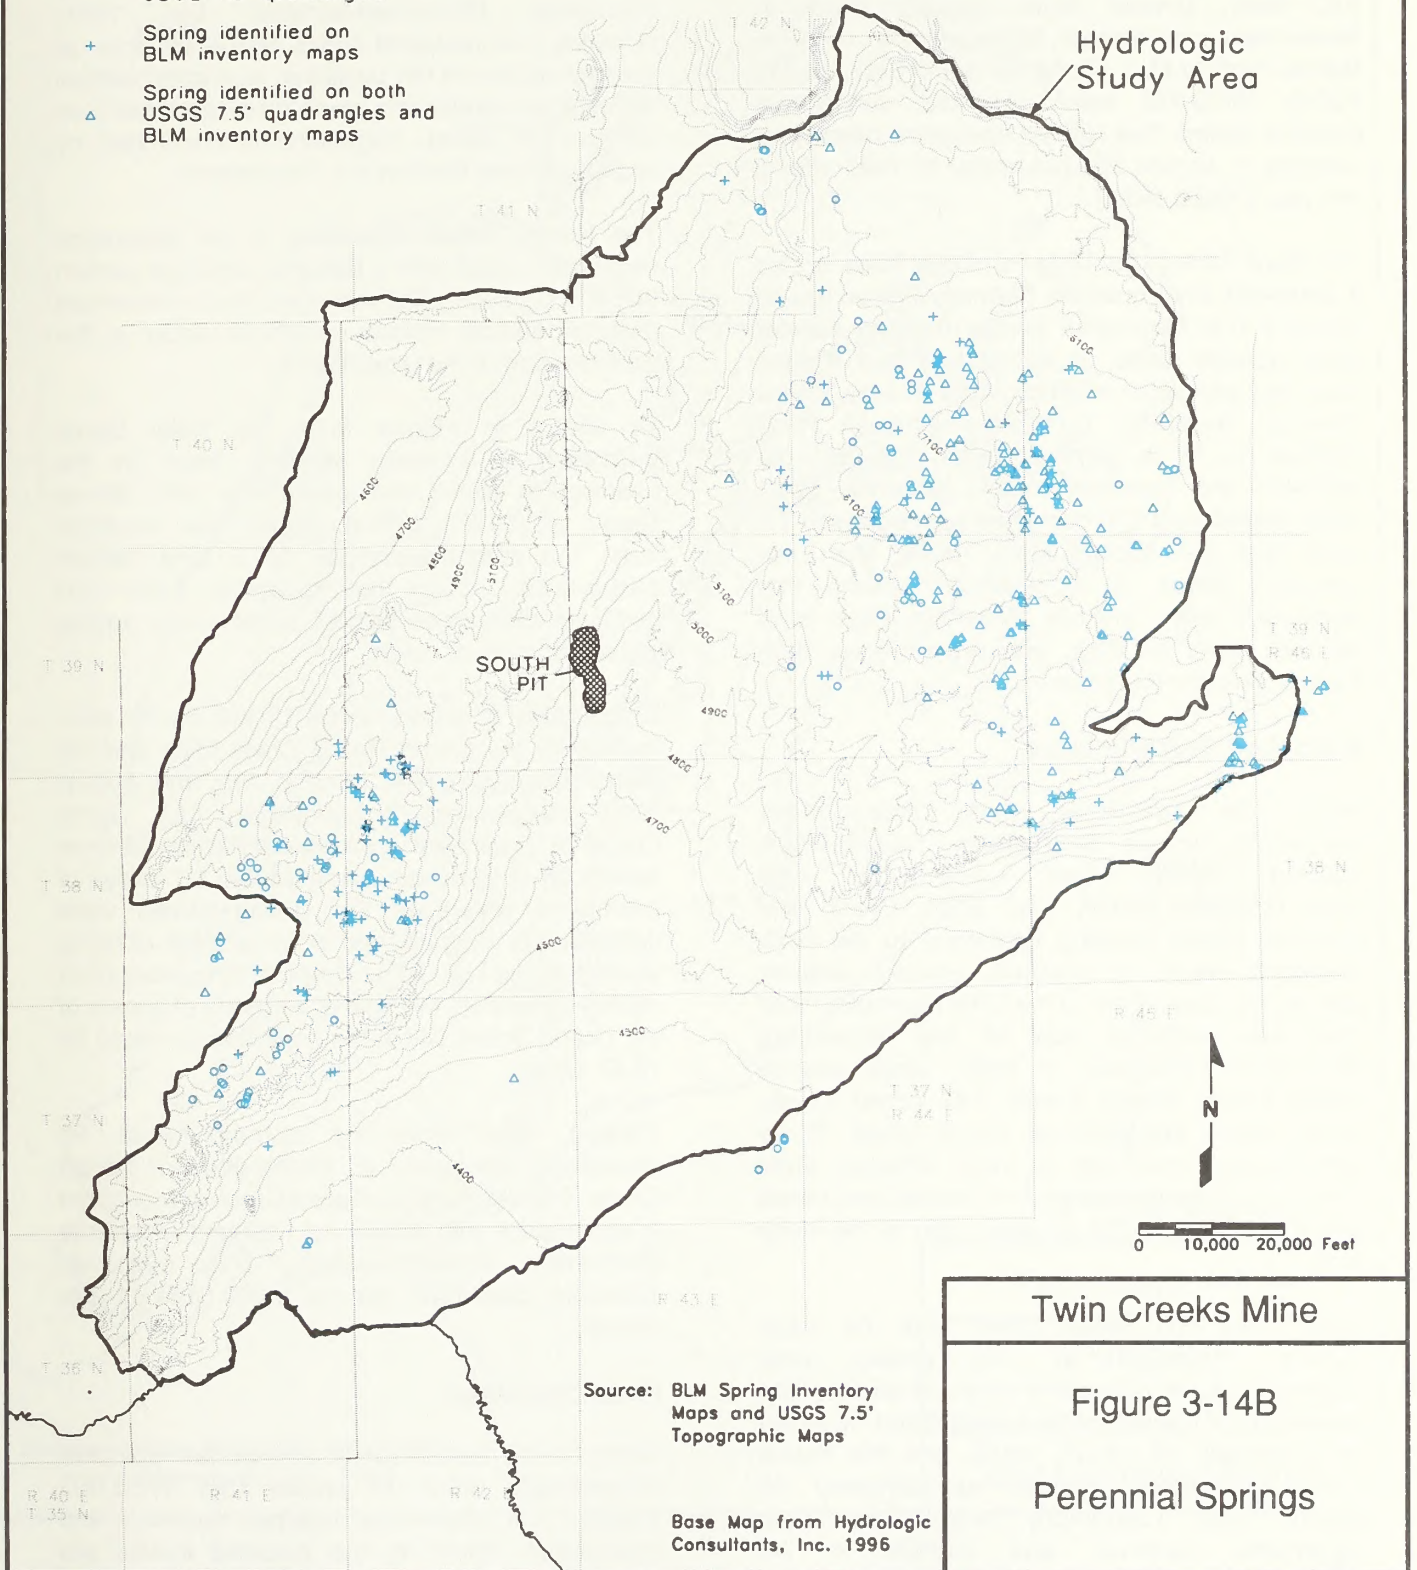 Spring identified on
BLM inventory maps
Spring identified on both
USGS 7.5' quadrangles and
BLM inventory maps
T 42 N
Hydrologic
Study Area
T 41 N
6100
T 40 N
7100
4600
4700
4500
4900
5100
6100
5100
5000
T 39 N
SOUTH
PIT
T 39 N
R 46 E
4900
4800
4700
T 38 N
T 38 N
4500
R 45 E
4300
T 37 N
R 44 E
T 37 N
N
4400
0 10,000 20,000 Feet
R 43 E
T 36 N
Source: BLM Spring Inventory
Maps and USGS 7.5'
Topographic Maps
R 40 E
T 35 N
R 41 E
R 42
Base Map from Hydrologic
Consultants, Inc. 1996
Twin Creeks Mine
Figure 3-14B
Perennial Springs